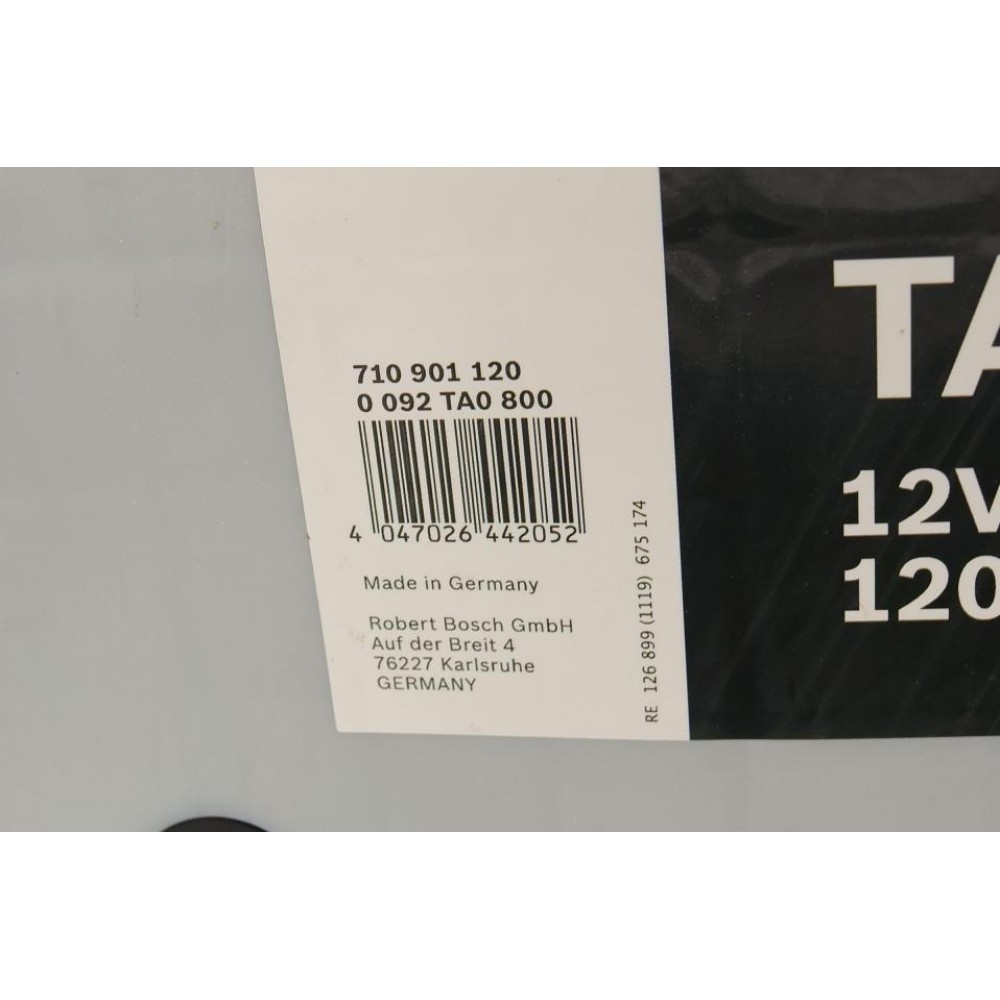 710 901 120
0 092 TA0 800
4 047026 442052
Made in Germany
Robert Bosch GmbH
Auf der Breit 4
76227 Karlsruhe
GERMANY
RE 126 899 (1119) 675 174
TA
12V
120